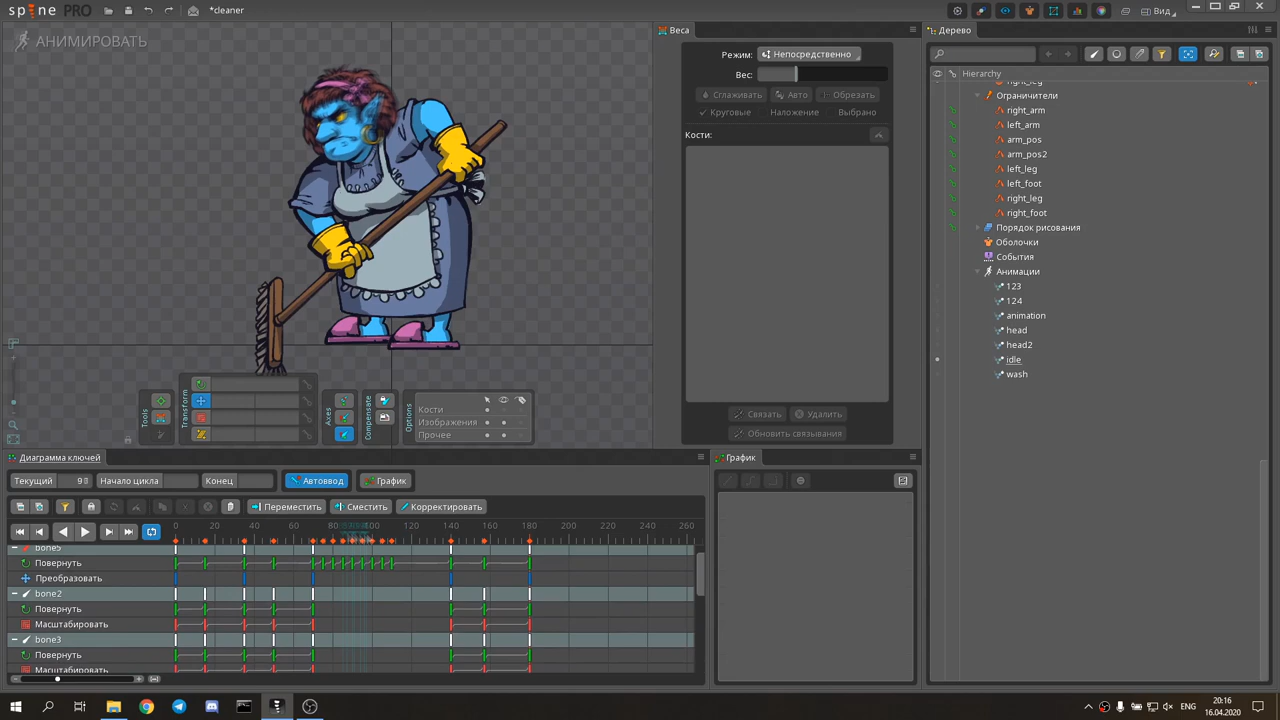 spine PRO
*cleaner
Вид
АНИМИРОВАТЬ
Веса
Режим: Непосредственно
Вес:
Сглаживать Авто Обрезать
Круговые Наложение Выбрано
Кости:
Связать Удалить
Обновить связывания
Дерево
Hierarchy
right_leg
Ограничители
right_arm
left_arm
arm_pos
arm_pos2
left_leg
left_foot
right_leg
right_foot
Порядок рисования
Оболочки
События
Анимации
123
124
animation
head
head2
idle
wash
Tools
Transform
Axes
Compensate
Options
Кости
Изображения
Прочее
Диаграмма ключей
График
Текущий Начало цикла Конец Автоввод График
Переместить Сместить Корректировать
0 20 40 60 80 100 120 140 160 180 200 220 240 260
bone5
Повернуть
Преобразовать
bone2
Повернуть
Масштабировать
bone3
Повернуть
Масштабировать
ENG
20:16
16.04.2020